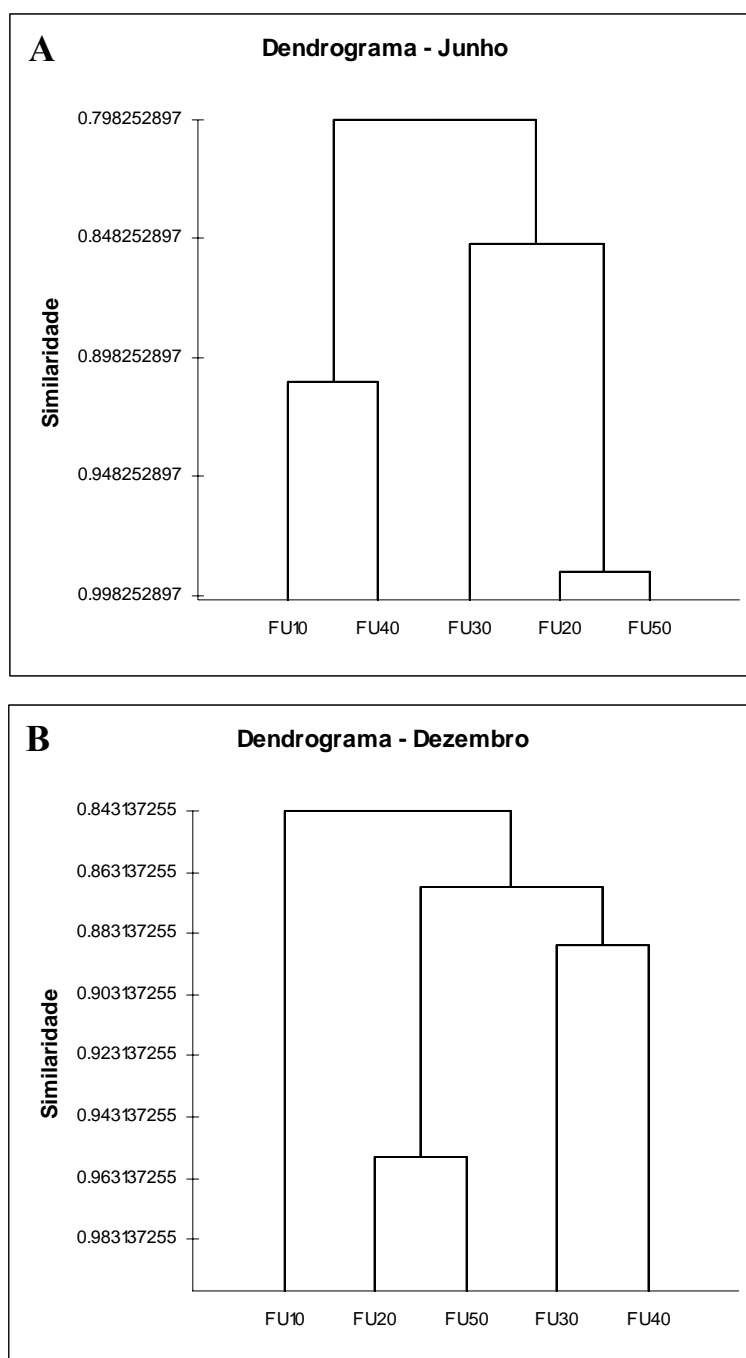 A
Dendrograma - Junho
Similaridade
0.798252897
0.848252897
0.898252897
0.948252897
0.998252897
FU10 FU40 FU30 FU20 FU50
B
Dendrograma - Dezembro
Similaridade
0.843137255
0.863137255
0.883137255
0.903137255
0.923137255
0.943137255
0.963137255
0.983137255
FU10 FU20 FU50 FU30 FU40